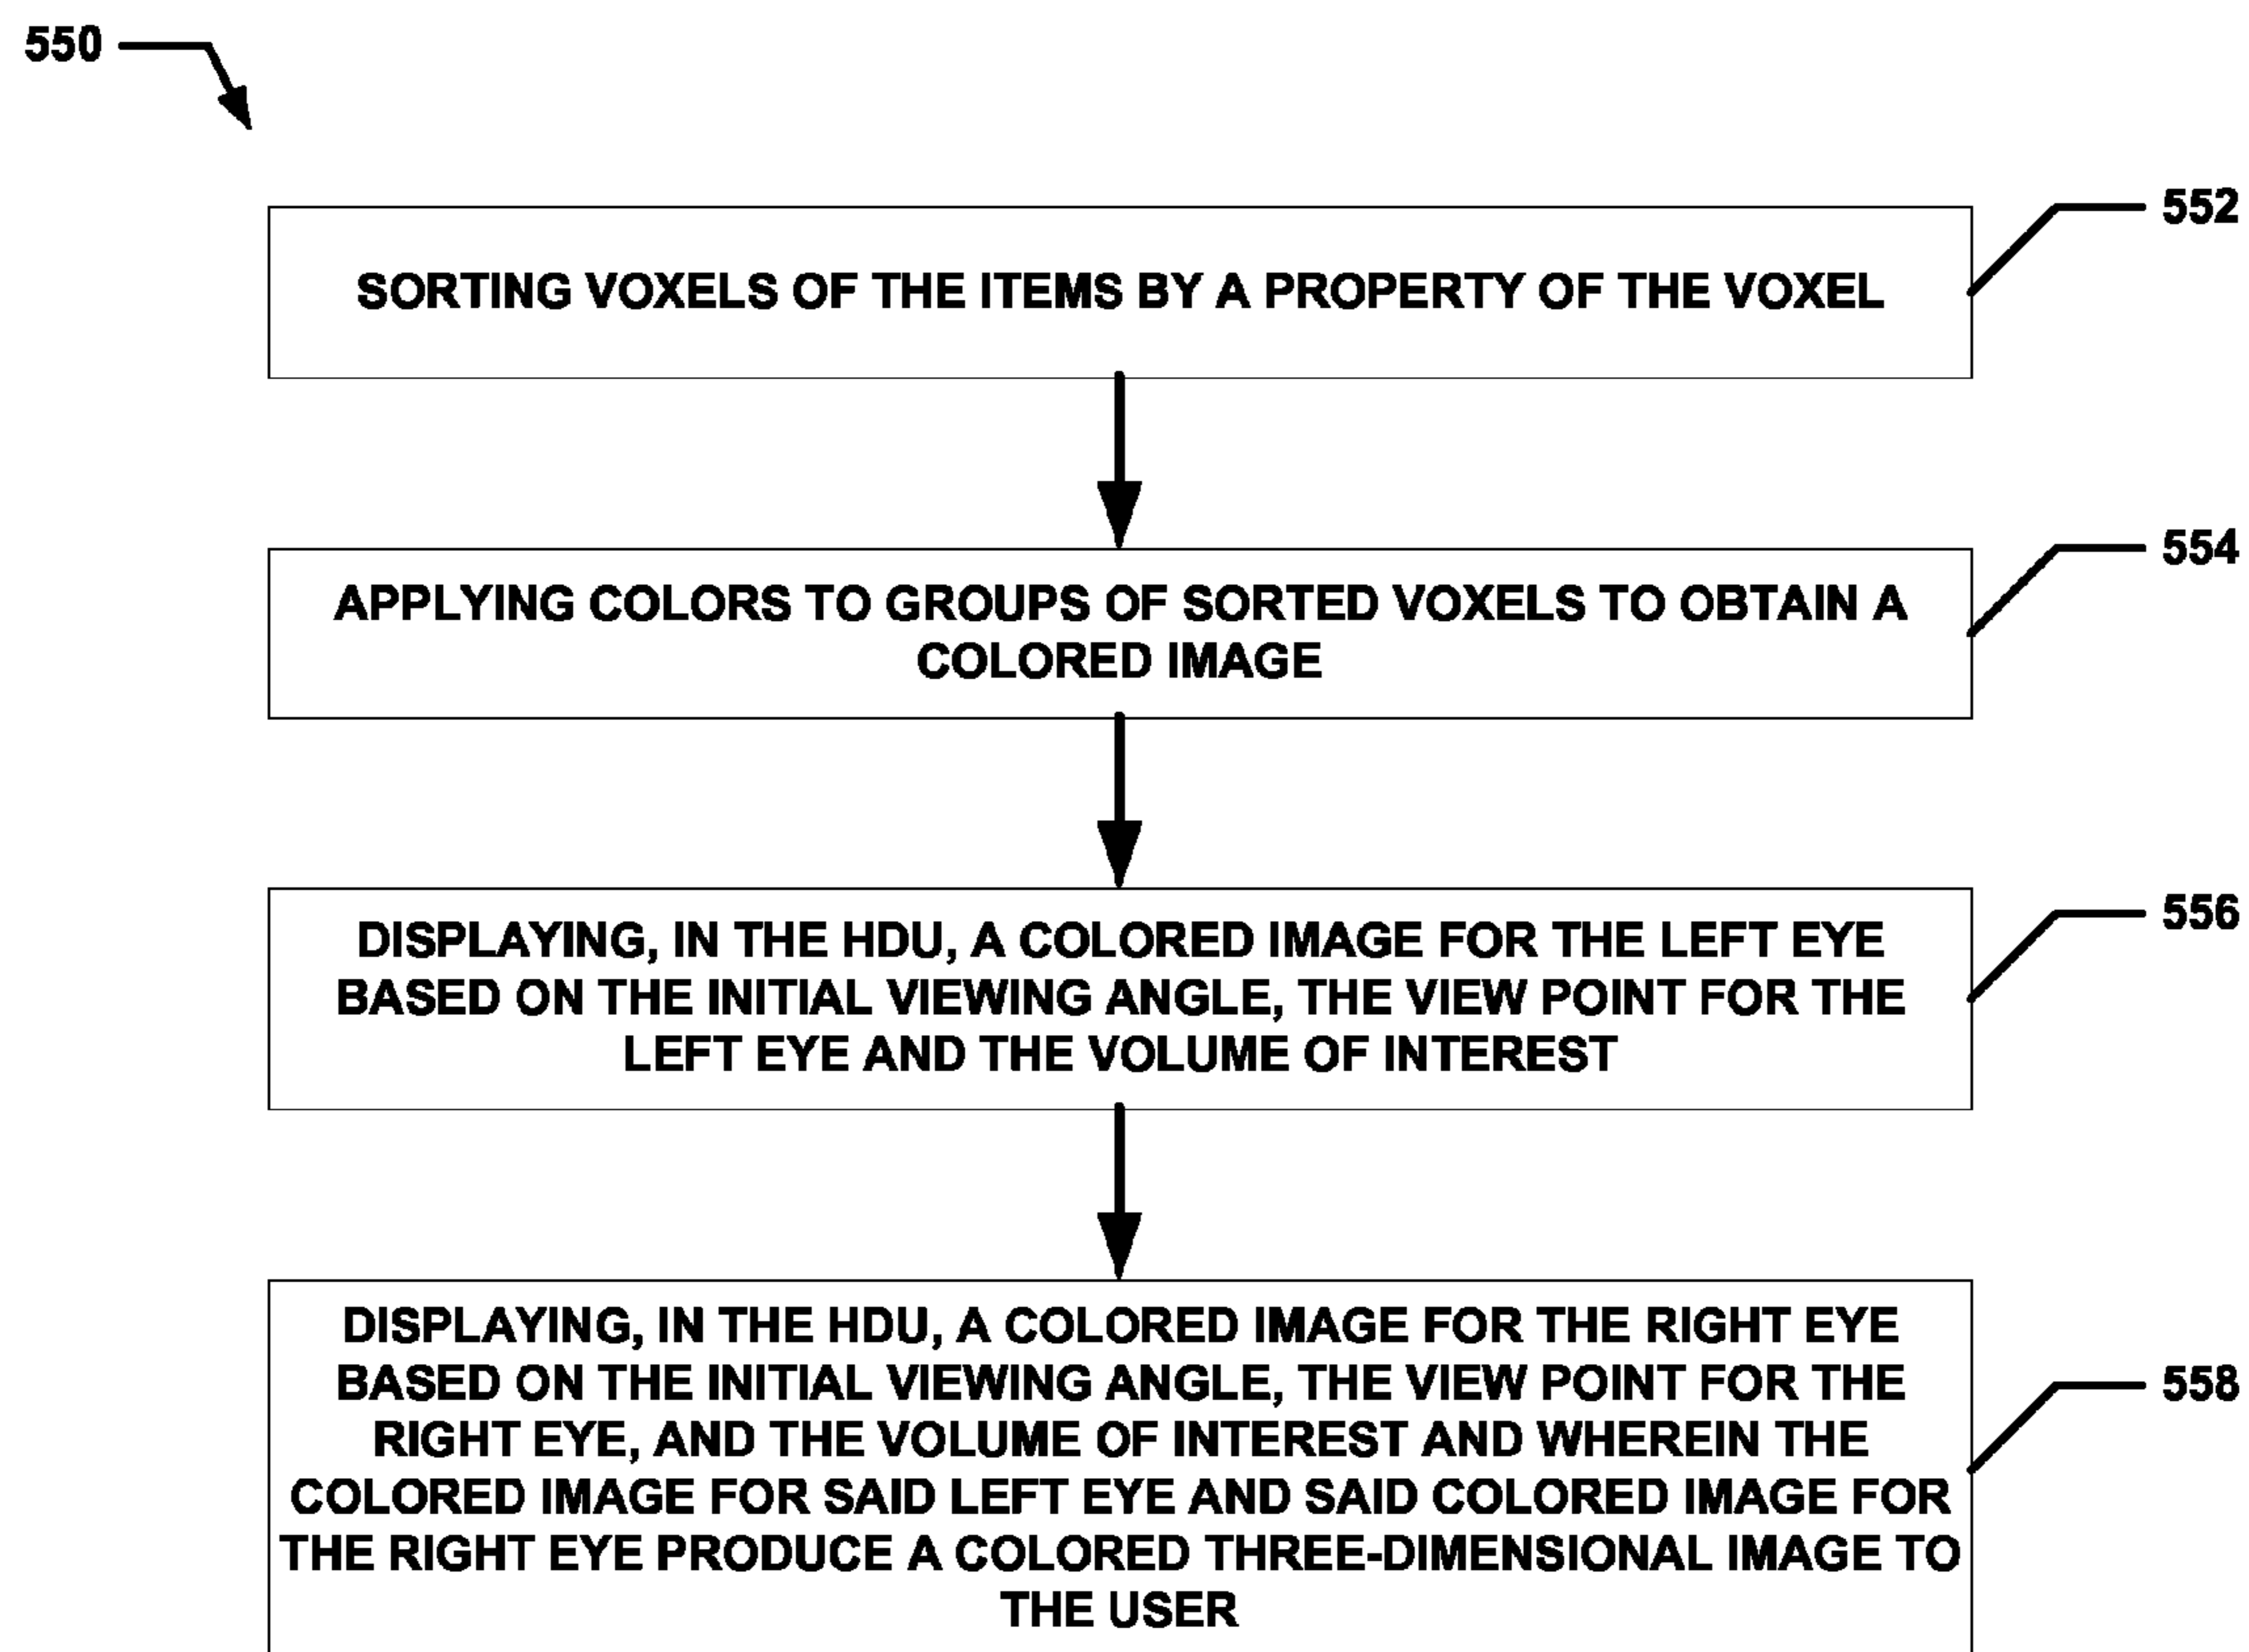 550
552
SORTING VOXELS OF THE ITEMS BY A PROPERTY OF THE VOXEL
554
APPLYING COLORS TO GROUPS OF SORTED VOXELS TO OBTAIN A
COLORED IMAGE
556
DISPLAYING, IN THE HDU, A COLORED IMAGE FOR THE LEFT EYE
BASED ON THE INITIAL VIEWING ANGLE, THE VIEW POINT FOR THE
LEFT EYE AND THE VOLUME OF INTEREST
558
DISPLAYING, IN THE HDU, A COLORED IMAGE FOR THE RIGHT EYE
BASED ON THE INITIAL VIEWING ANGLE, THE VIEW POINT FOR THE
RIGHT EYE, AND THE VOLUME OF INTEREST AND WHEREIN THE
COLORED IMAGE FOR SAID LEFT EYE AND SAID COLORED IMAGE FOR
THE RIGHT EYE PRODUCE A COLORED THREE-DIMENSIONAL IMAGE TO
THE USER